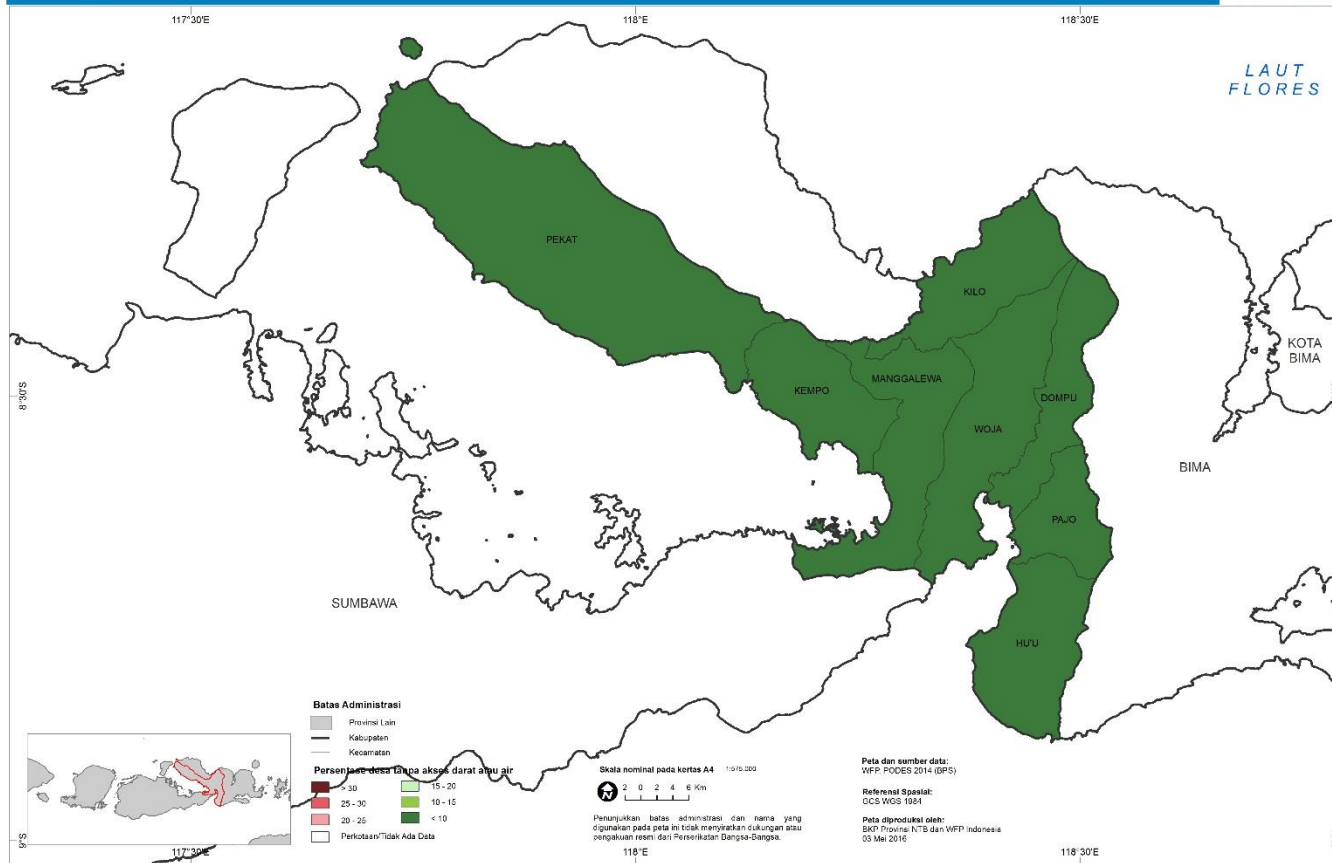 117°30'E
118°E
118°30'E
LAUT
FLORES
PEKAT
KILO
KOTA
BIMA
MANGGALEWA
KEMPO
8°30'S
DOMPU
WOJA
BIMA
PAJO
SUMBAWA
HU'U
Batas Administrasi
Provinsi Lain
Kabupaten
Kecamatan
Persentase desa tanpa akses darat atau air
> 30
25 - 30
20 - 25
15 - 20
10 - 15
< 10
Perkotaan/Tidak Ada Data
Skala nominal pada kertas A4
2 0 2 4 6 Km
Penunjukkan batas administrasi dan nama yang
digunakan pada peta ini tidak menyiratkan dukungan atau
pengakuan resmi dari Perserikatan Bangsa-Bangsa.
Peta dan sumber data:
WFP. PODES 2014 (BPS)
Referensi Spasial:
GCS WGS 1984
Peta diproduksi oleh:
BKP Provinsi NTB dan WFP Indonesia
03 Mei 2016
9°S
117°30'E
118°E
118°30'E